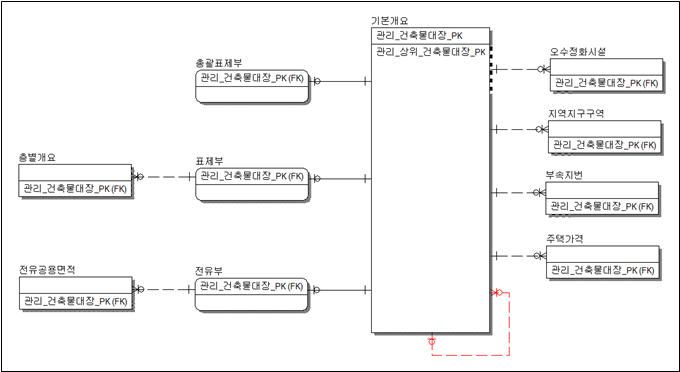 기본개요
관리_건축물대장_PK
관리_상위_건축물대장_PK
총괄표제부
관리_건축물대장_PK (FK)
오수정화시설
관리_건축물대장_PK (FK)
지역지구구역
관리_건축물대장_PK (FK)
층별개요
관리_건축물대장_PK (FK)
표제부
관리_건축물대장_PK (FK)
부속지번
관리_건축물대장_PK (FK)
주택가격
관리_건축물대장_PK (FK)
전유공용면적
관리_건축물대장_PK (FK)
전유부
관리_건축물대장_PK (FK)